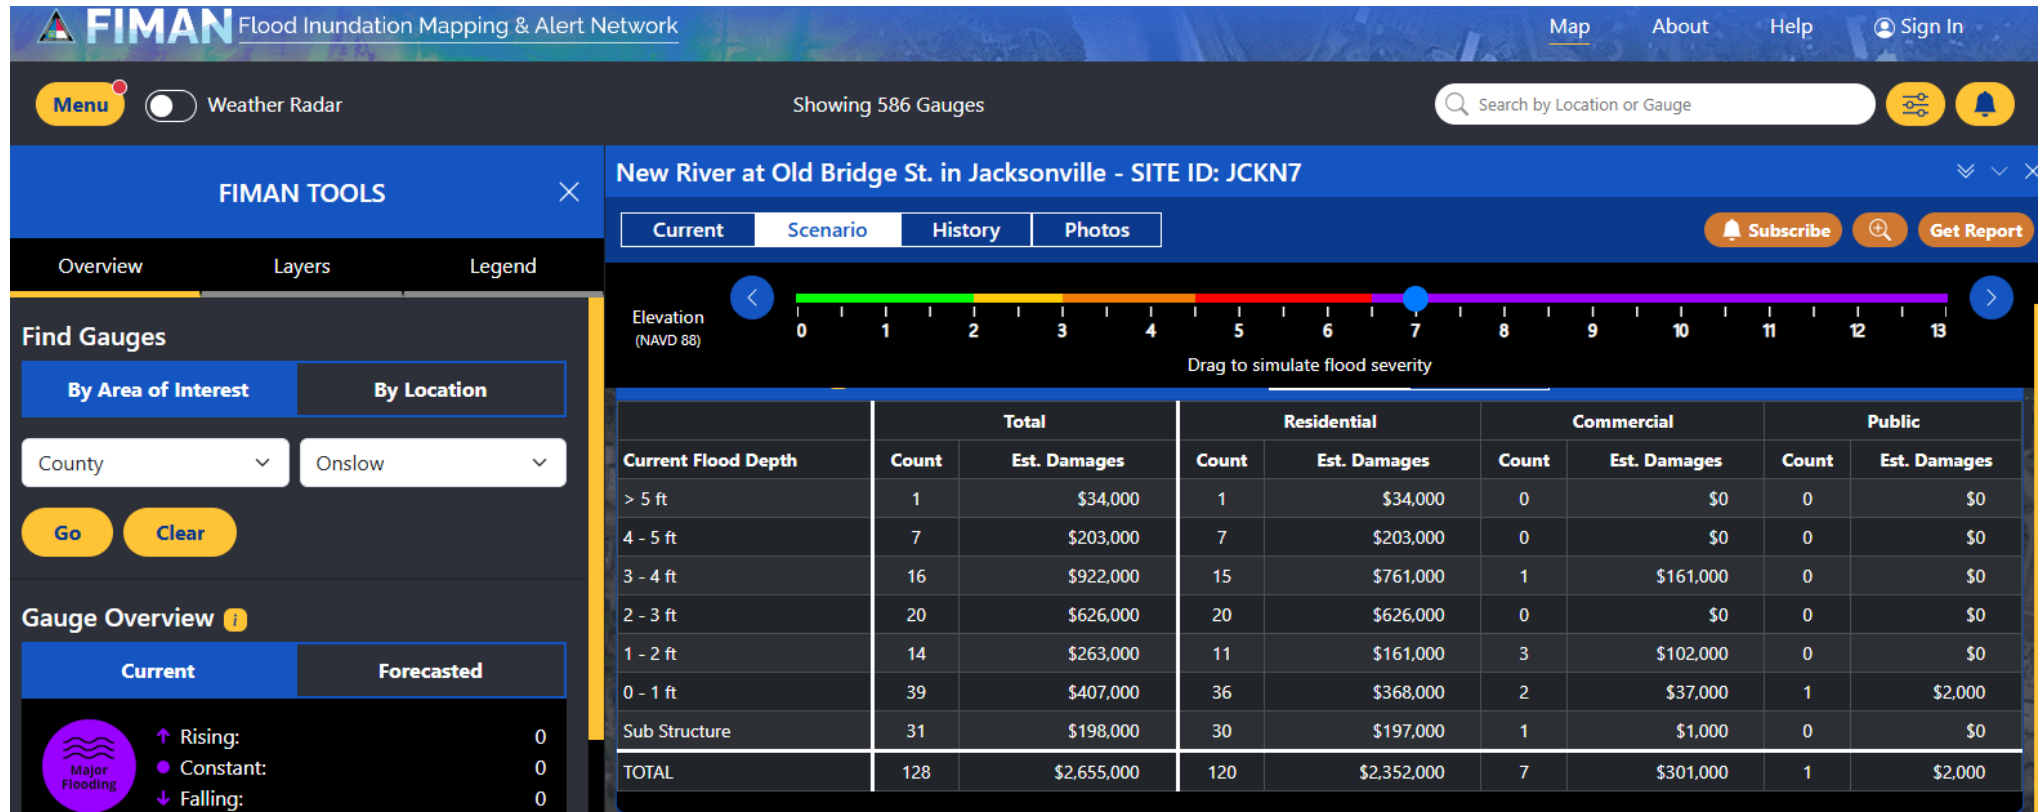 FIMAN Flood Inundation Mapping & Alert Network
Map About Help Sign In
Menu Weather Radar Showing 586 Gauges Search by Location or Gauge
FIMAN TOOLS
Overview Layers Legend
Find Gauges
By Area of Interest By Location
County Onslow
Go Clear
Gauge Overview i
Current Forecasted
Major Flooding
Rising: 0
Constant: 0
Falling: 0
New River at Old Bridge St. in Jacksonville - SITE ID: JCKN7
Current Scenario History Photos Subscribe Get Report
Elevation
(NAVD 88)
0 1 2 3 4 5 6 7 8 9 10 11 12 13
Drag to simulate flood severity
Total Residential Commercial Public
Current Flood Depth Count Est. Damages Count Est. Damages Count Est. Damages Count Est. Damages
> 5 ft 1 $34,000 1 $34,000 0 $0 0 $0
4 - 5 ft 7 $203,000 7 $203,000 0 $0 0 $0
3 - 4 ft 16 $922,000 15 $761,000 1 $161,000 0 $0
2 - 3 ft 20 $626,000 20 $626,000 0 $0 0 $0
1 - 2 ft 14 $263,000 11 $161,000 3 $102,000 0 $0
0 - 1 ft 39 $407,000 36 $368,000 2 $37,000 1 $2,000
Sub Structure 31 $198,000 30 $197,000 1 $1,000 0 $0
TOTAL 128 $2,655,000 120 $2,352,000 7 $301,000 1 $2,000